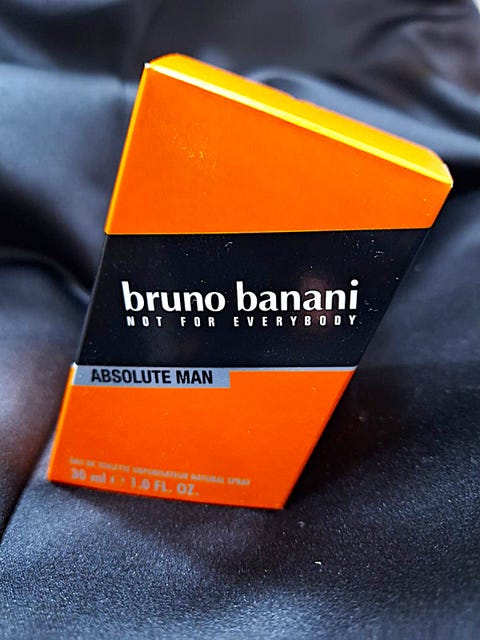 bruno banani
NOT FOR EVERYBODY
ABSOLUTE MAN
EAU DE TOILETTE VAPORISATEUR NATURAL SPRAY
30 ml e 1.0 FL. OZ.